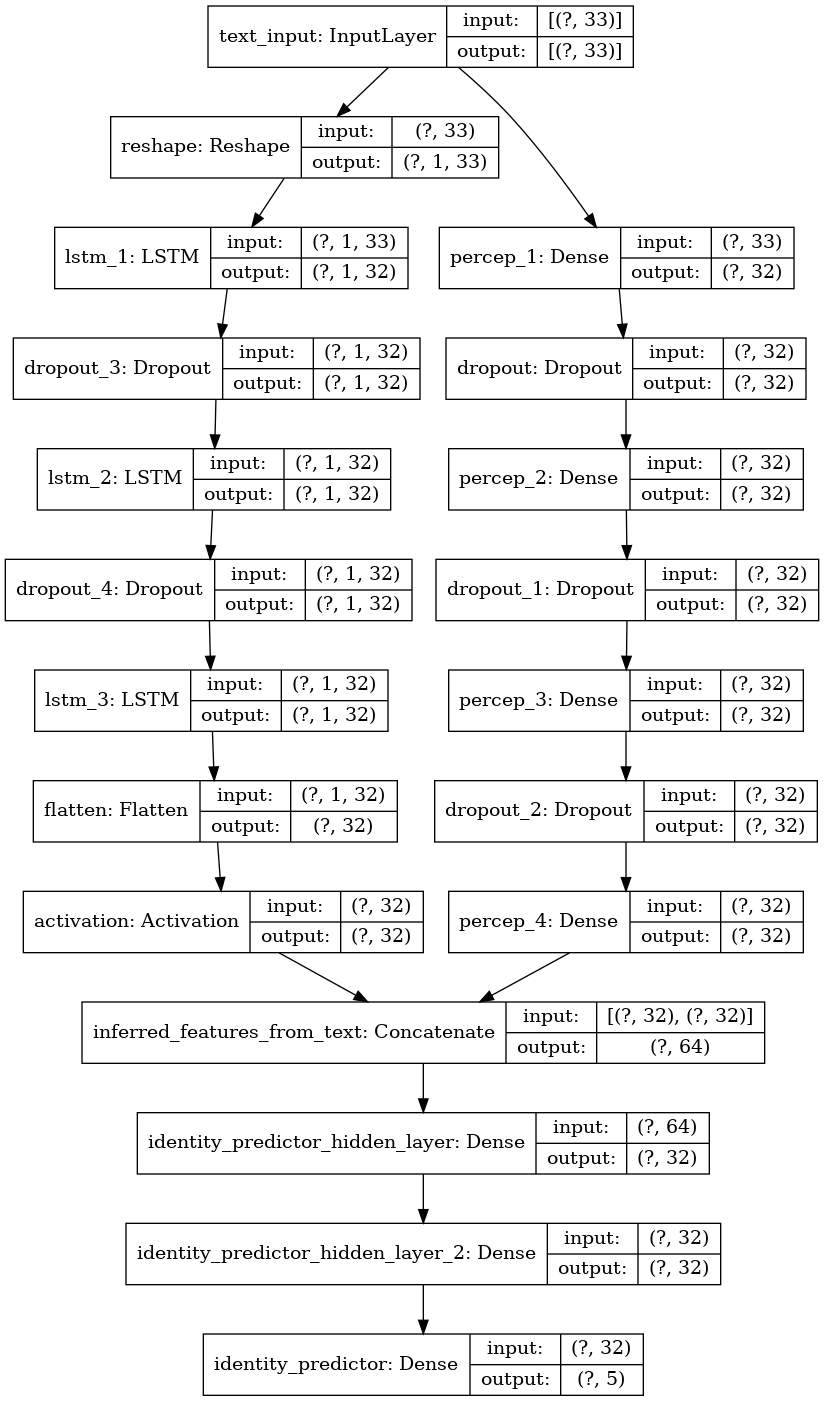 text_input: InputLayer
input:
[(?, 33)]
output:
[(?, 33)]
reshape: Reshape
input:
(?, 33)
output:
(?, 1, 33)
lstm_1: LSTM
input:
(?, 1, 33)
output:
(?, 1, 32)
percep_1: Dense
input:
(?, 33)
output:
(?, 32)
dropout_3: Dropout
input:
(?, 1, 32)
output:
(?, 1, 32)
dropout: Dropout
input:
(?, 32)
output:
(?, 32)
lstm_2: LSTM
input:
(?, 1, 32)
output:
(?, 1, 32)
percep_2: Dense
input:
(?, 32)
output:
(?, 32)
dropout_4: Dropout
input:
(?, 1, 32)
output:
(?, 1, 32)
dropout_1: Dropout
input:
(?, 32)
output:
(?, 32)
lstm_3: LSTM
input:
(?, 1, 32)
output:
(?, 1, 32)
percep_3: Dense
input:
(?, 32)
output:
(?, 32)
flatten: Flatten
input:
(?, 1, 32)
output:
(?, 32)
dropout_2: Dropout
input:
(?, 32)
output:
(?, 32)
activation: Activation
input:
(?, 32)
output:
(?, 32)
percep_4: Dense
input:
(?, 32)
output:
(?, 32)
inferred_features_from_text: Concatenate
input:
[(?, 32), (?, 32)]
output:
(?, 64)
identity_predictor_hidden_layer: Dense
input:
(?, 64)
output:
(?, 32)
identity_predictor_hidden_layer_2: Dense
input:
(?, 32)
output:
(?, 32)
identity_predictor: Dense
input:
(?, 32)
output:
(?, 5)